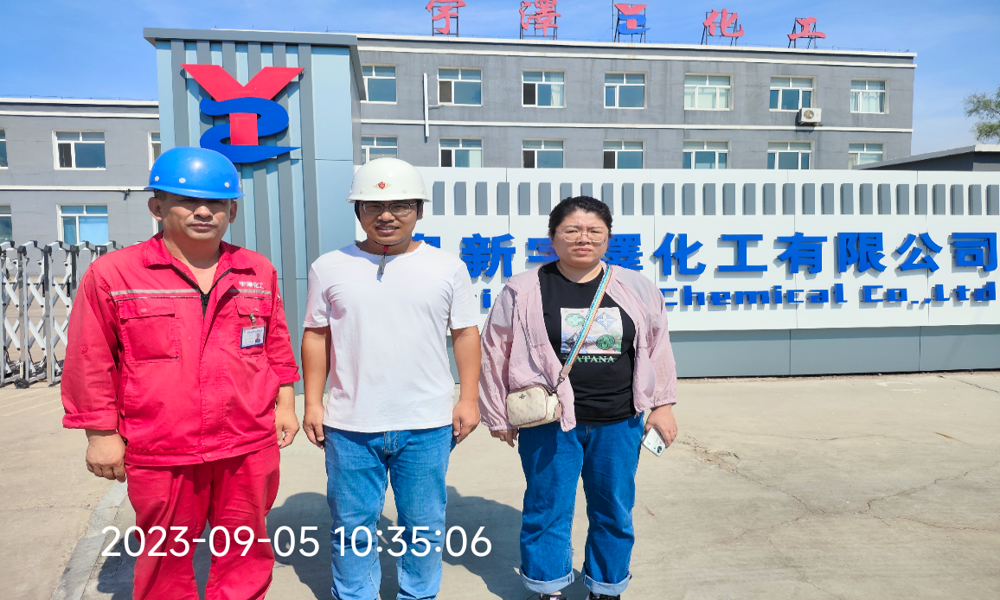 宇澤 化工
新宇澤化工有限公司
Chemical Co.,Ltd
宇泽化工
ATANA
2023-09-05 10:35:06